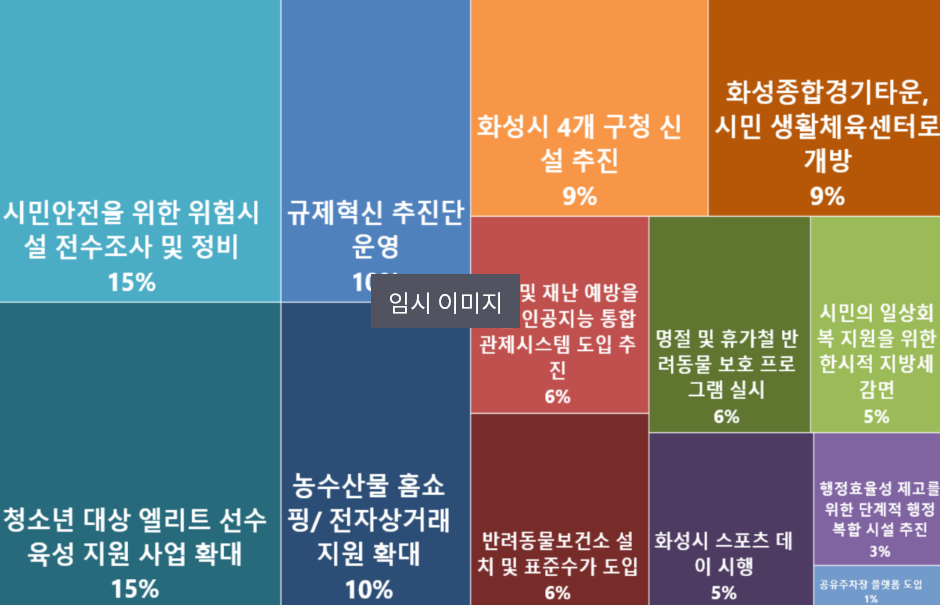 시민안전을 위한 위험시
설 전수조사 및 정비
15%
규제혁신 추진단
운영
화성시 4개 구청 신
설 추진
9%
화성종합경기타운,
시민 생활체육센터로
개방
9%
임시 이미지
및 재난 예방을
인공지능 통합
관제시스템 도입 추
진
6%
명절 및 휴가철 반
려동물 보호 프로
그램 실시
6%
시민의 일상회
복 지원을 위한
한시적 지방세
감면
5%
청소년 대상 엘리트 선수
육성 지원 사업 확대
15%
농수산물 홈쇼
핑/ 전자상거래
지원 확대
10%
반려동물보건소 설
치 및 표준수가 도입
6%
화성시 스포츠 데
이 시행
5%
행정효율성 제고를
위한 단계적 행정
복합 시설 추진
3%
공유주차장 플랫폼 도입
1%